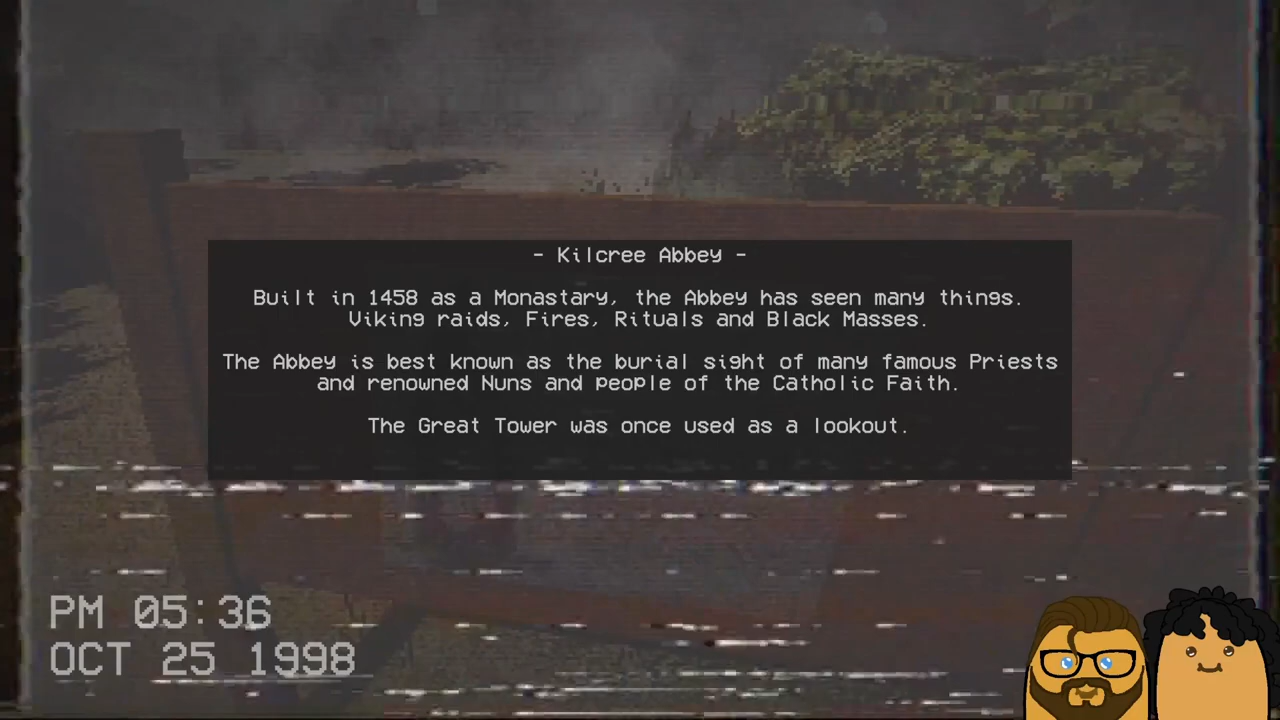 - Kilcree Abbey -
Built in 1458 as a Monastary, the Abbey has seen many things.
Viking raids, Fires, Rituals and Black Masses.
The Abbey is best known as the burial sight of many famous Priests
and renowned Nuns and people of the Catholic Faith.
The Great Tower was once used as a lookout.
PM 05:36
OCT 25 1998